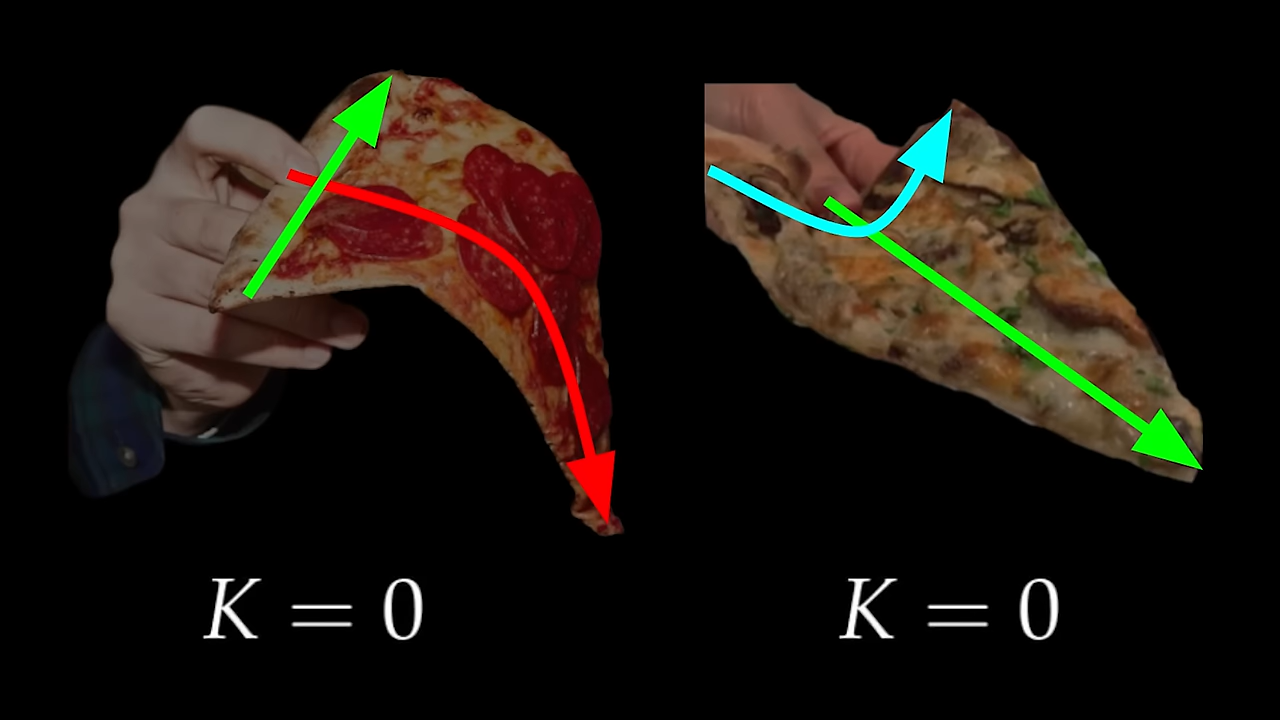 K = 0
K = 0